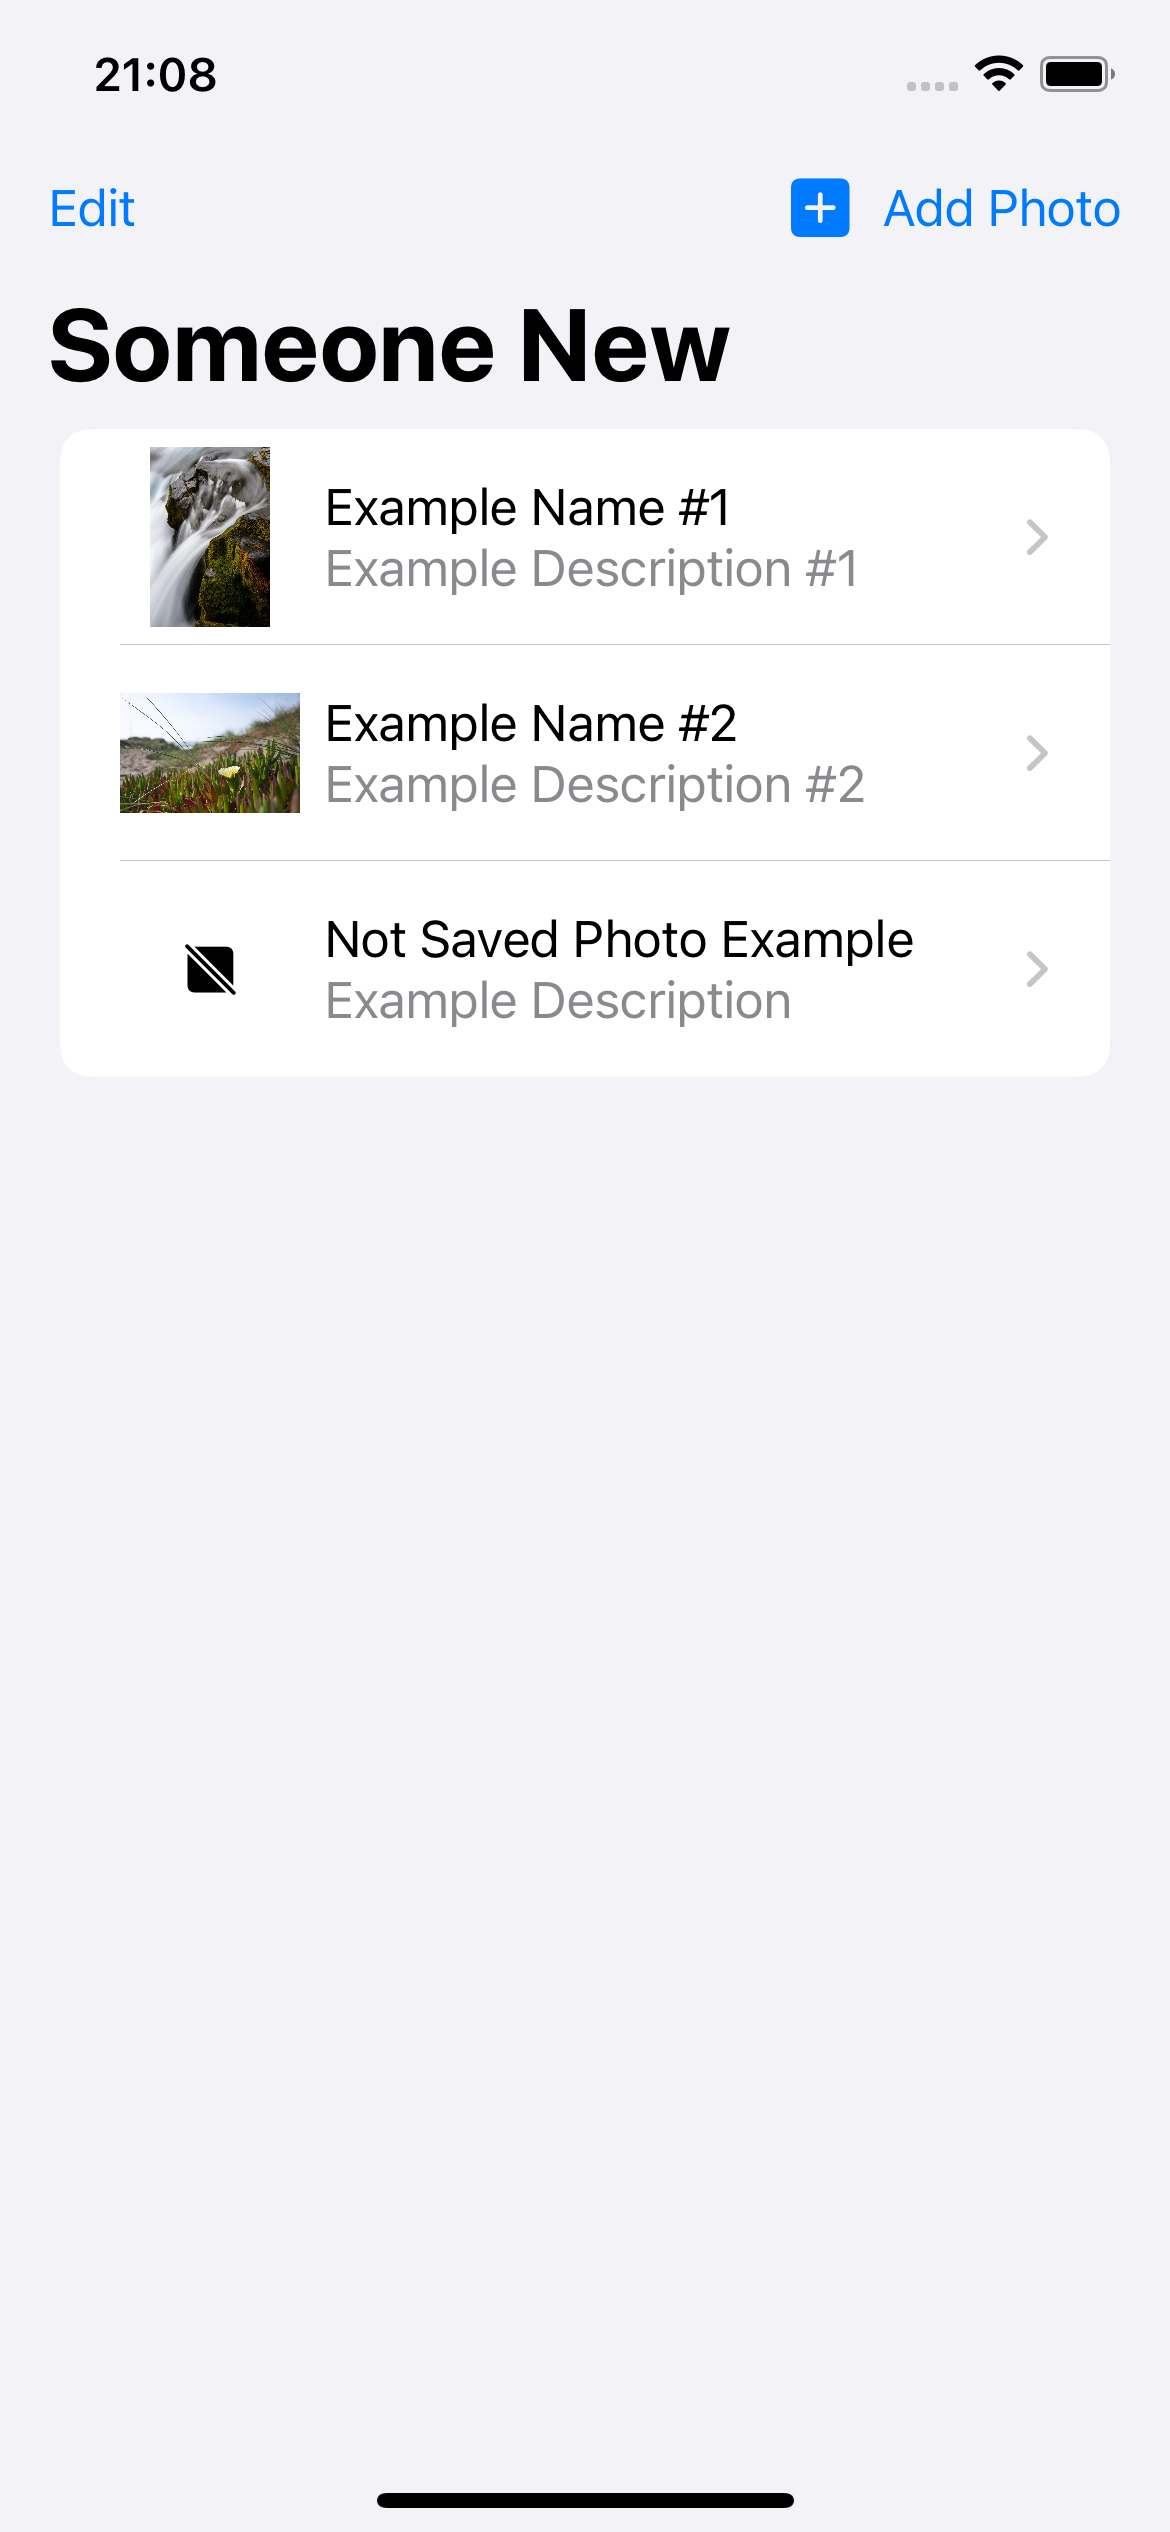 21:08
Edit
Add Photo
Someone New
Example Name #1
Example Description #1
Example Name #2
Example Description #2
Not Saved Photo Example
Example Description